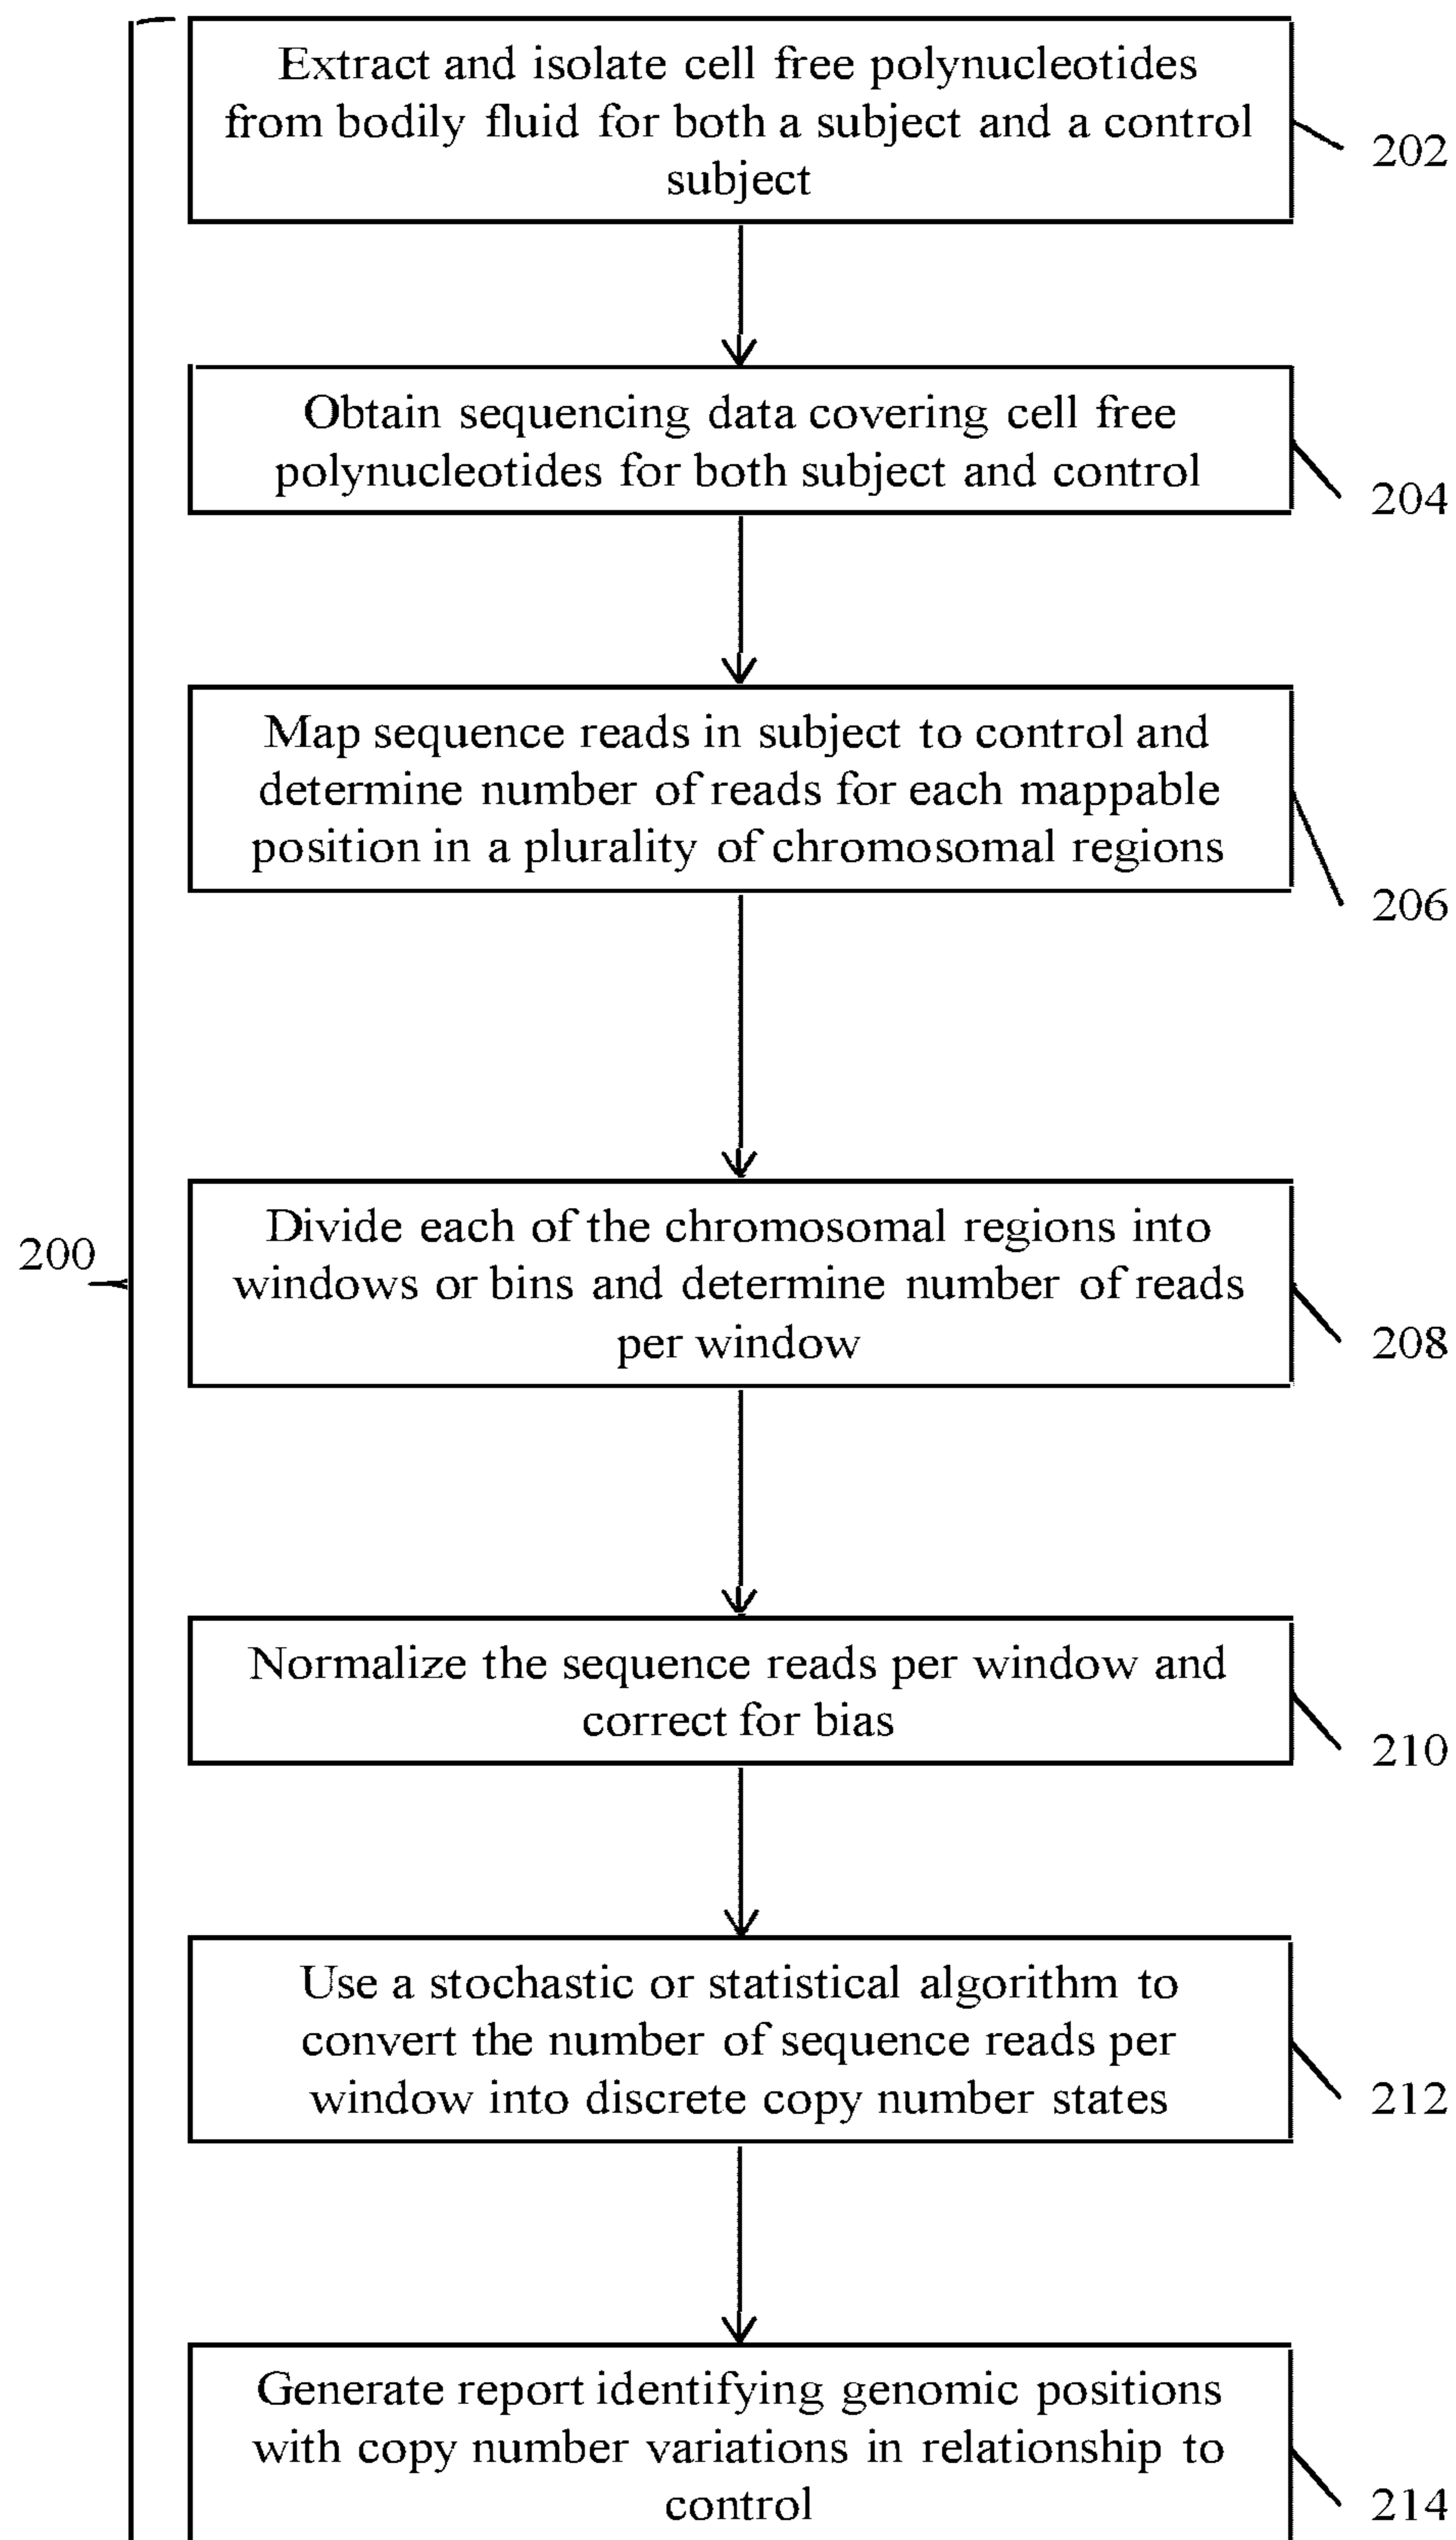 Extract and isolate cell free polynucleotides
from bodily fluid for both a subject and a control
subject
202
Obtain sequencing data covering cell free
polynucleotides for both subject and control
204
Map sequence reads in subject to control and
determine number of reads for each mappable
position in a plurality of chromosomal regions
206
200
Divide each of the chromosomal regions into
windows or bins and determine number of reads
per window
208
Normalize the sequence reads per window and
correct for bias
210
Use a stochastic or statistical algorithm to
convert the number of sequence reads per
window into discrete copy number states
212
Generate report identifying genomic positions
with copy number variations in relationship to
control
214